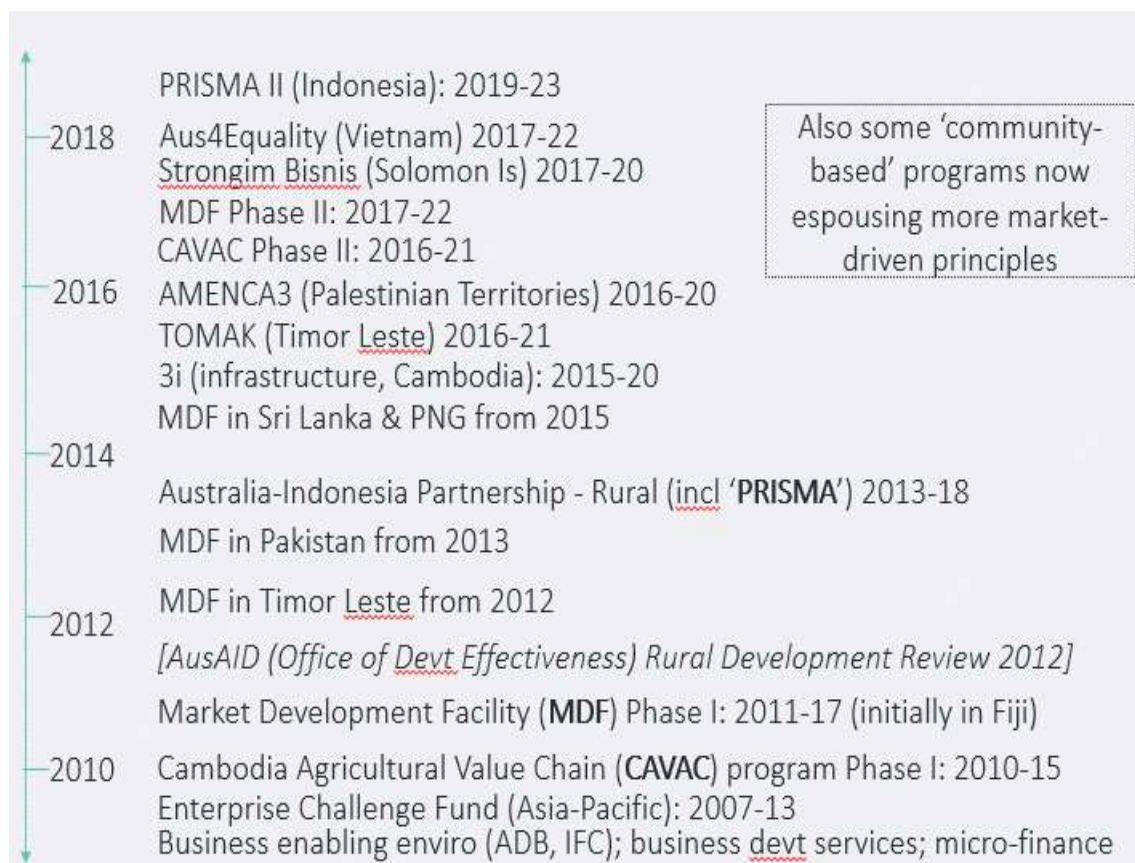 PRISMA II (Indonesia): 2019-23
2018
Aus4Equality (Vietnam) 2017-22
Strongim Bisnis (Solomon Is) 2017-20
MDF Phase II: 2017-22
CAVAC Phase II: 2016-21
Also some ‘community-
based’ programs now
espousing more market-
driven principles
2016
AMENCA3 (Palestinian Territories) 2016-20
TOMAK (Timor Leste) 2016-21
3i (infrastructure, Cambodia): 2015-20
MDF in Sri Lanka & PNG from 2015
2014
Australia-Indonesia Partnership - Rural (incl ‘PRISMA’) 2013-18
MDF in Pakistan from 2013
MDF in Timor Leste from 2012
2012
[AusAID (Office of Devt Effectiveness) Rural Development Review 2012]
Market Development Facility (MDF) Phase I: 2011-17 (initially in Fiji)
2010
Cambodia Agricultural Value Chain (CAVAC) program Phase I: 2010-15
Enterprise Challenge Fund (Asia-Pacific): 2007-13
Business enabling enviro (ADB, IFC); business devt services; micro-finance